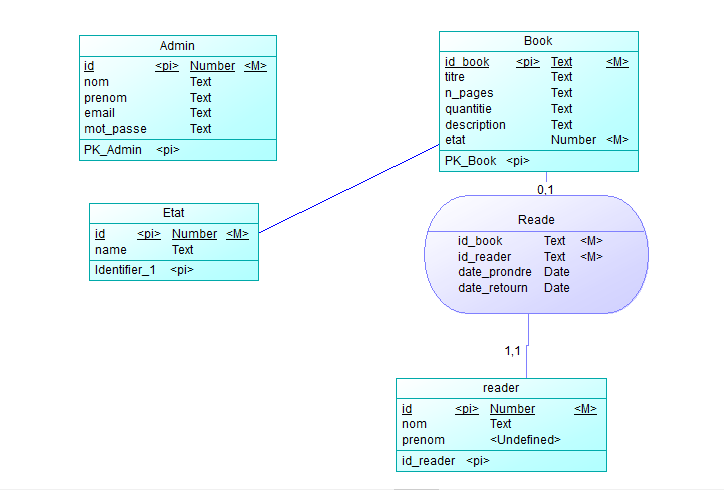 Admin
id <pi> Number <M>
nom Text
prenom Text
email Text
mot_passe Text
PK_Admin <pi>
Book
id_book <pi> Text <M>
titre Text
n_pages Text
quantitie Text
description Text
etat Number <M>
PK_Book <pi>
0,1
Etat
id <pi> Number <M>
name Text
Identifier_1 <pi>
Reade
id_book Text <M>
id_reader Text <M>
date_prondre Date
date_retourn Date
1,1
reader
id <pi> Number <M>
nom Text
prenom <Undefined>
id_reader <pi>